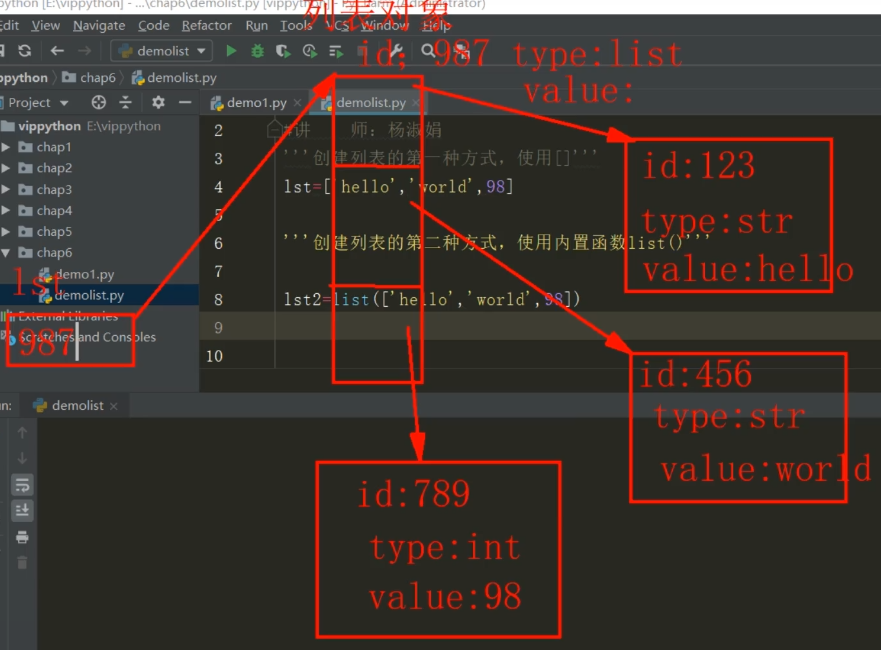 ython [E:\vippython] - ...\chap6\demolist.py [vippython] - P
ministrator)
列表对象
Edit View Navigate Code Refactor Run Tools VCS Window Help
demolist
id; 987 type:list
value:
ppython chap6 demolist.py
Project
demo1.py
demolist.py
vippython E:\vippython
chap1
chap2
chap3
chap4
chap5
chap6
demo1.py
demolist.py
External Libraries
Scratches and Consoles
lst
987
2 #讲 师：杨淑娟
3 '''创建列表的第一种方式，使用[]'''
4 lst=['hello','world',98]
5
6 '''创建列表的第二种方式，使用内置函数list()'''
7
8 lst2=list(['hello','world',98])
9
10
id:123
type:str
value:hello
id:456
type:str
value:world
un: demolist
id:789
type:int
value:98